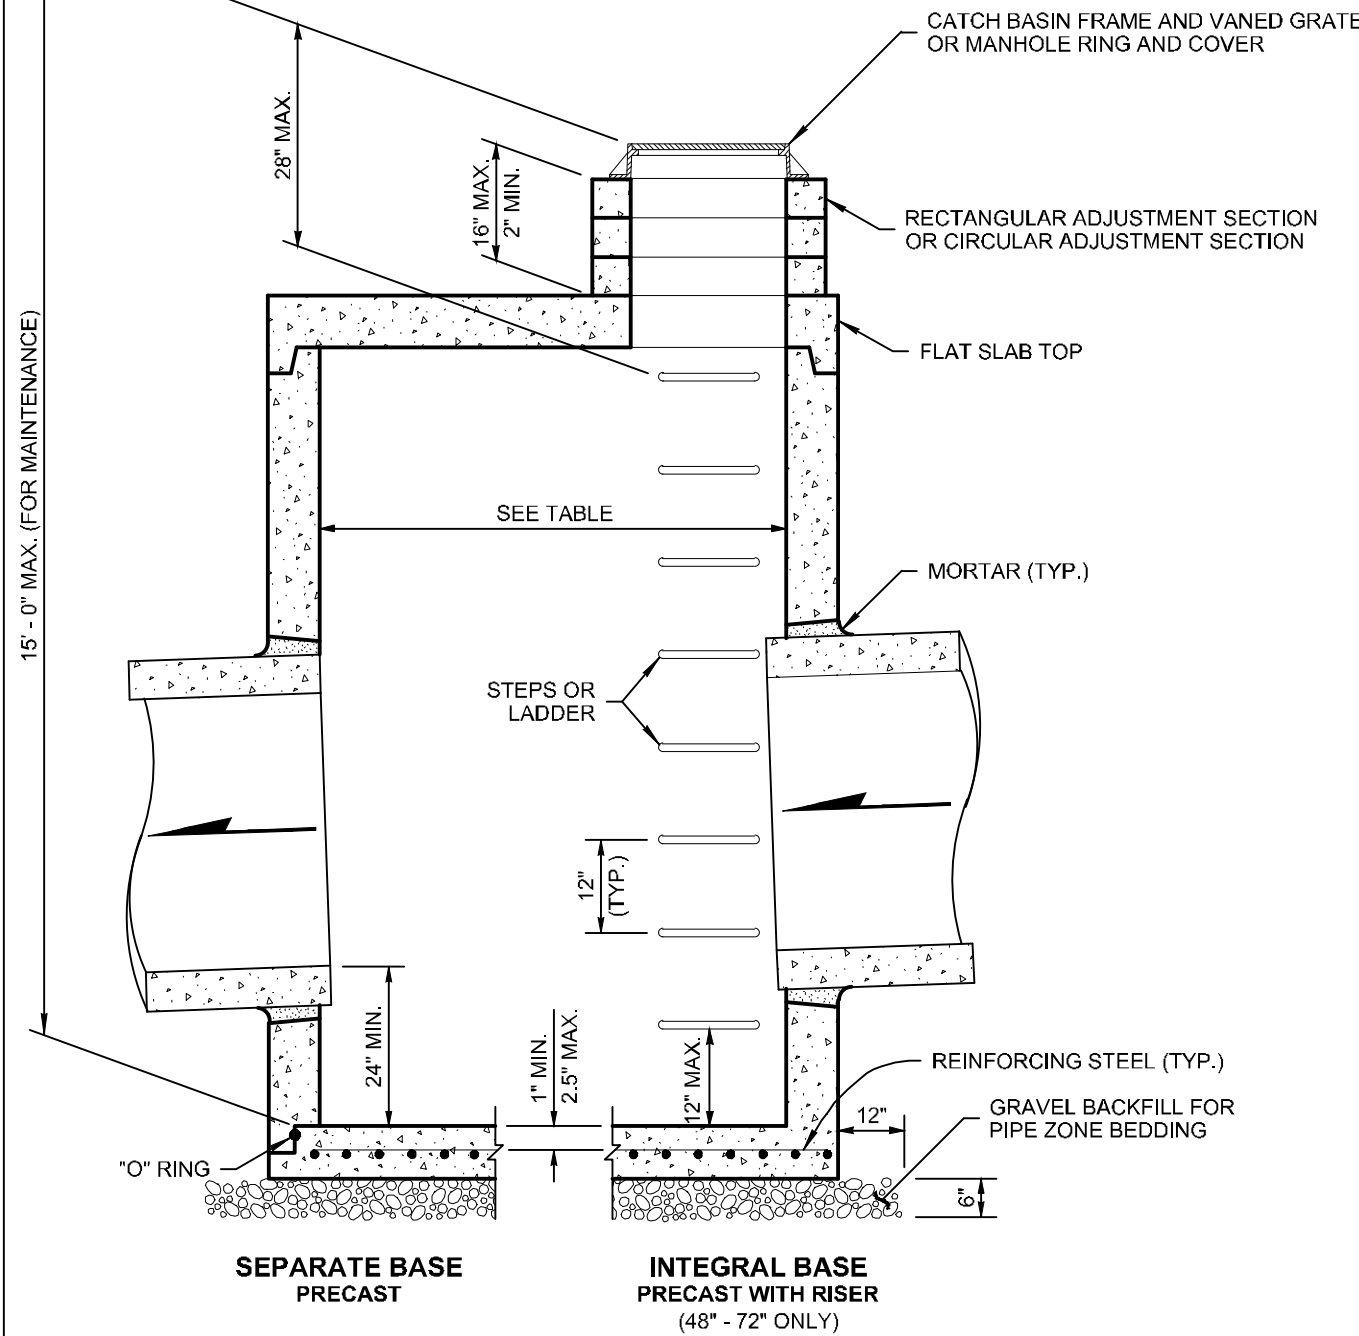 CATCH BASIN FRAME AND VANED GRATE
OR MANHOLE RING AND COVER
28" MAX.
16" MAX.
2" MIN.
RECTANGULAR ADJUSTMENT SECTION
OR CIRCULAR ADJUSTMENT SECTION
FLAT SLAB TOP
15' - 0" MAX. (FOR MAINTENANCE)
SEE TABLE
MORTAR (TYP.)
STEPS OR
LADDER
12"
(TYP.)
24" MIN.
1" MIN.
2.5" MAX.
12" MAX.
REINFORCING STEEL (TYP.)
12"
GRAVEL BACKFILL FOR
PIPE ZONE BEDDING
"O" RING
6"
SEPARATE BASE
PRECAST
INTEGRAL BASE
PRECAST WITH RISER
(48" - 72" ONLY)